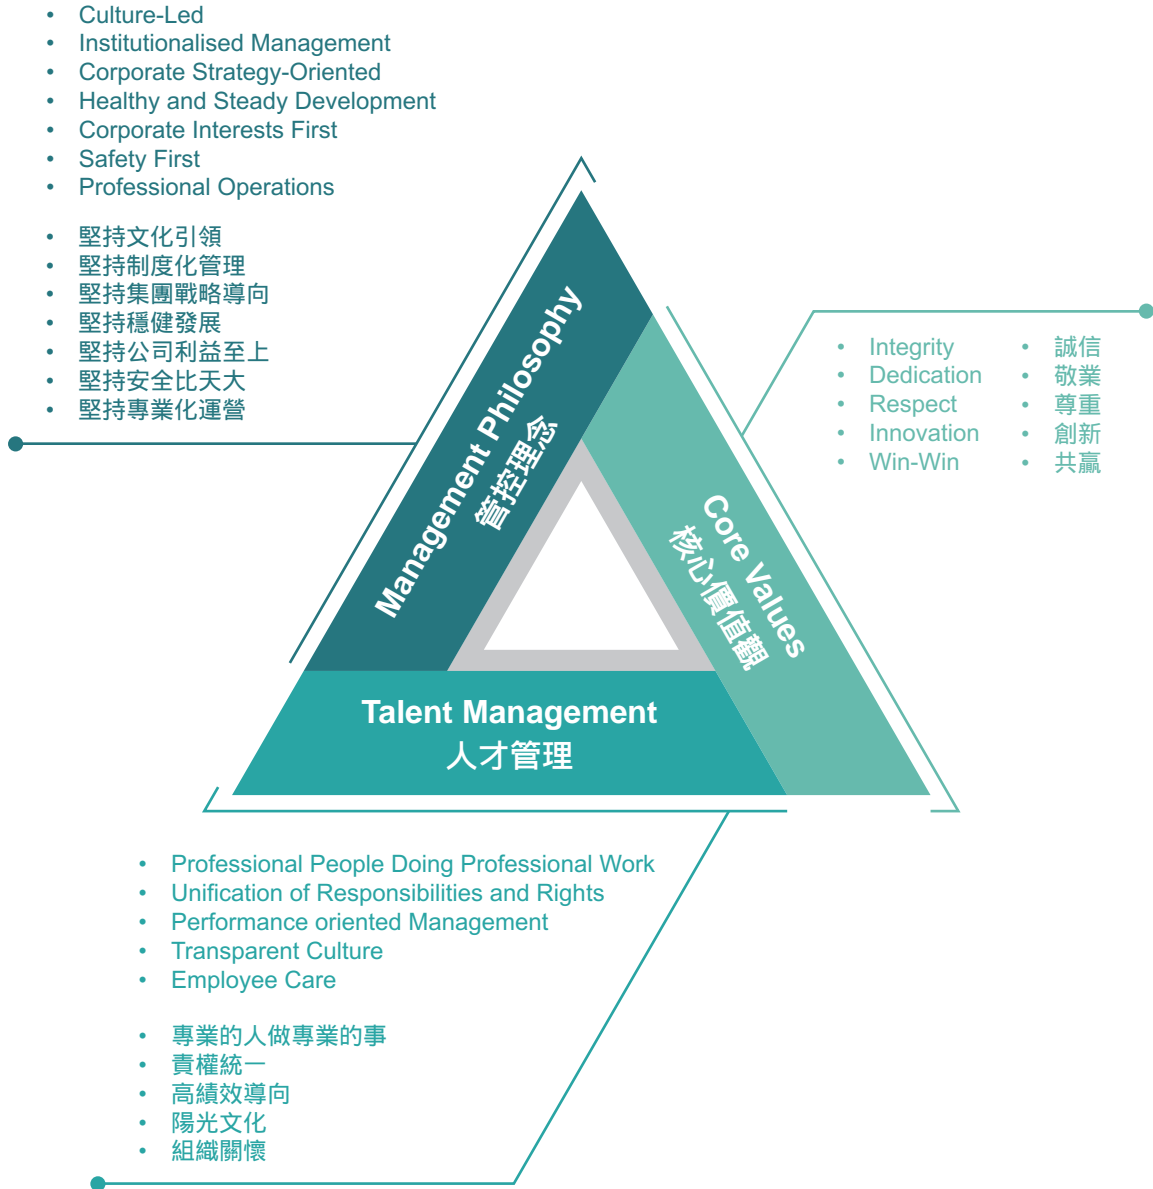 • Culture-Led
• Institutionalised Management
• Corporate Strategy-Oriented
• Healthy and Steady Development
• Corporate Interests First
• Safety First
• Professional Operations
• 堅持文化引領
• 堅持制度化管理
• 堅持集團戰略導向
• 堅持穩健發展
• 堅持公司利益至上
• 堅持安全比天大
• 堅持專業化運營
Management Philosophy
管控理念
• Integrity
• Dedication
• Respect
• Innovation
• Win-Win
• 誠信
• 敬業
• 尊重
• 創新
• 共贏
Core Values
核心價值觀
Talent Management
人才管理
• Professional People Doing Professional Work
• Unification of Responsibilities and Rights
• Performance oriented Management
• Transparent Culture
• Employee Care
• 專業的人做專業的事
• 責權統一
• 高績效導向
• 陽光文化
• 組織關懷